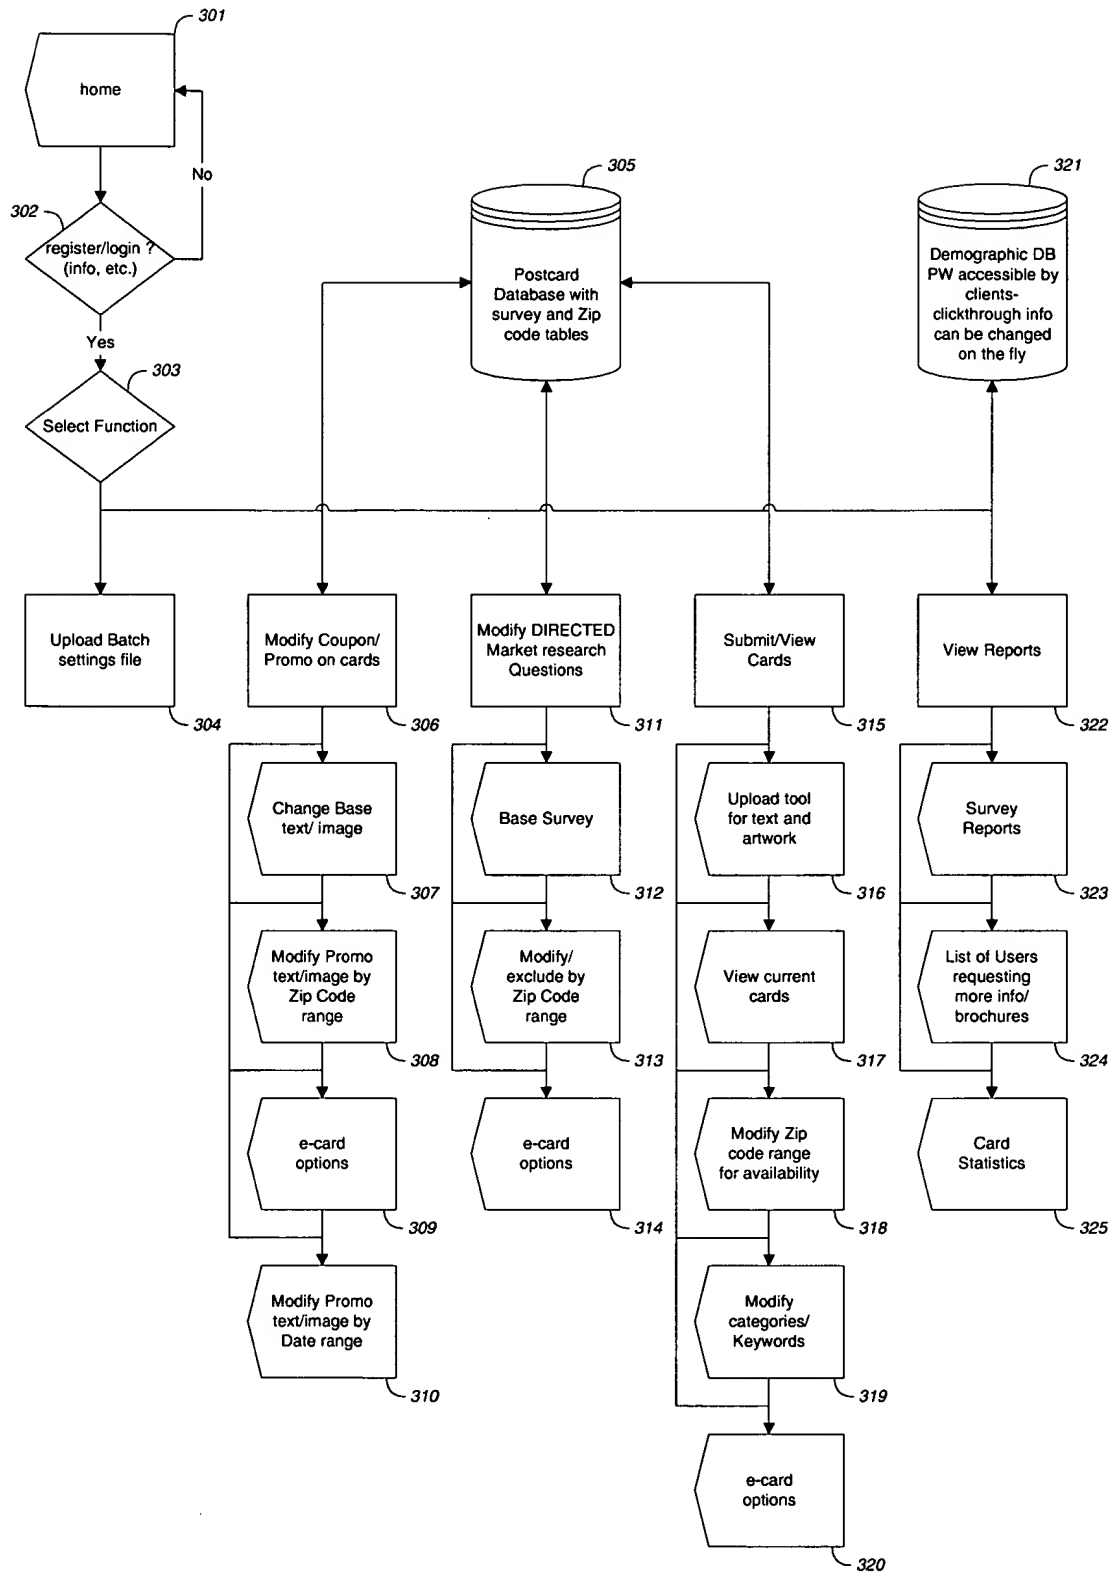 301
home
No
302
register/login ?
(info, etc.)
Yes
303
Select Function
305
Postcard
Database with
survey and Zip
code tables
321
Demographic DB
PW accessible by
clients-
clickthrough info
can be changed
on the fly
Upload Batch
settings file
304
Modify Coupon/
Promo on cards
306
Modify DIRECTED
Market research
Questions
311
Submit/View
Cards
315
View Reports
322
Change Base
text/ image
307
Base Survey
312
Upload tool
for text and
artwork
316
Survey
Reports
323
Modify Promo
text/image by
Zip Code
range
308
Modify/
exclude by
Zip Code
range
313
View current
cards
317
List of Users
requesting
more info/
brochures
324
e-card
options
309
e-card
options
314
Modify Zip
code range
for availability
318
Card
Statistics
325
Modify Promo
text/image by
Date range
310
Modify
categories/
Keywords
319
e-card
options
320